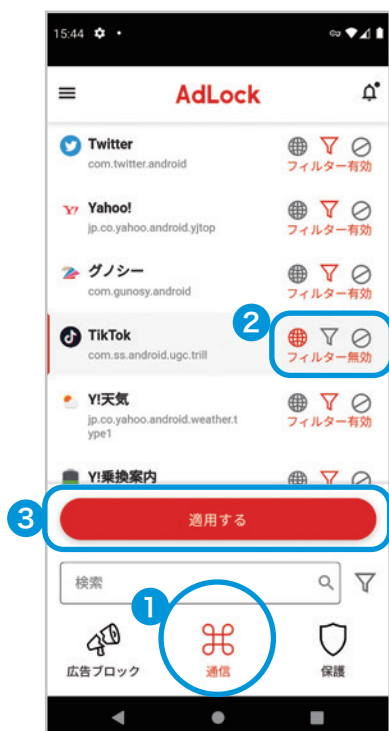 15:44
AdLock
Twitter
com.twitter.android
フィルター有効
Yahoo!
jp.co.yahoo.android.yjtop
フィルター有効
グノシー
com.gunosy.android
フィルター有効
2
TikTok
com.ss.android.ugc.trill
フィルター無効
Y!天気
jp.co.yahoo.android.weather.t
ype1
フィルター有効
Y!乗換案内
3
適用する
検索
1
広告ブロック
通信
保護